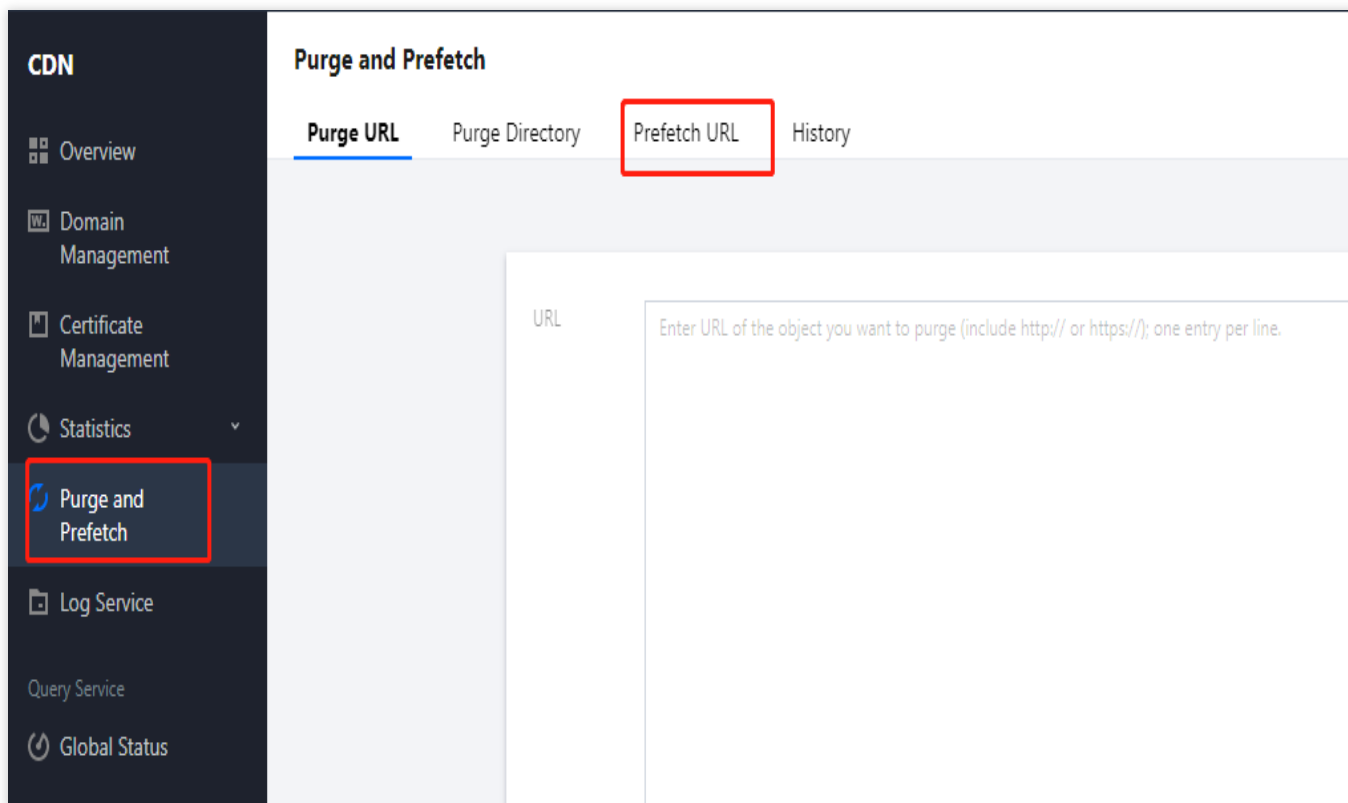 CDN
Overview
Domain
Management
Certificate
Management
Statistics
Purge and
Prefetch
Log Service
Query Service
Global Status
Purge and Prefetch
Purge URL Purge Directory Prefetch URL History
URL
Enter URL of the object you want to purge (include http:// or https://); one entry per line.